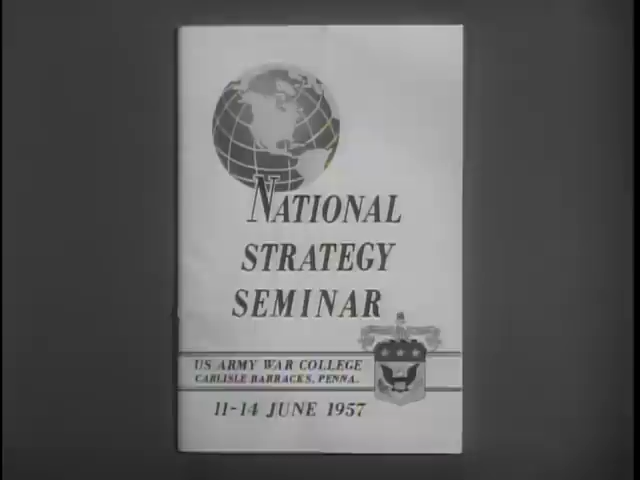 NATIONAL
STRATEGY
SEMINAR
US ARMY WAR COLLEGE
CARLISLE BARRACKS, PENNA.
11-14 JUNE 1957